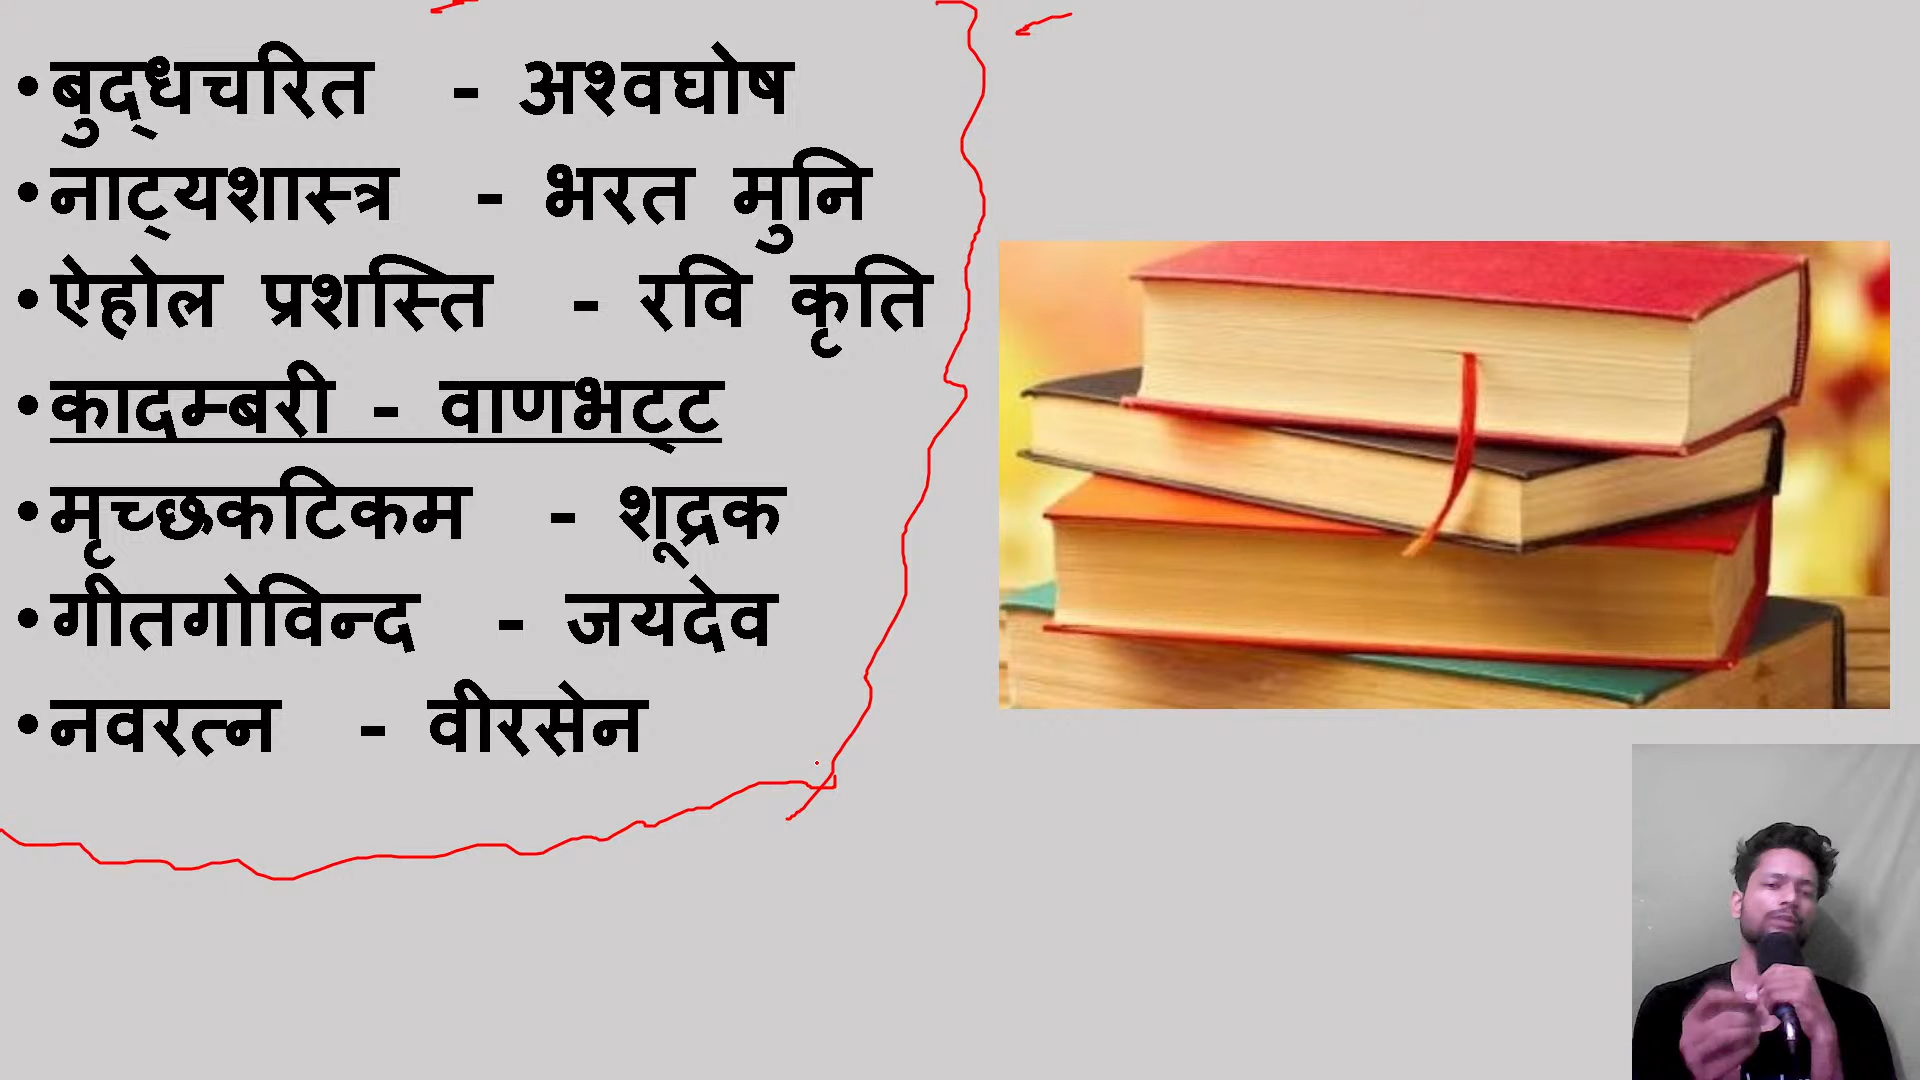 •बुद्धचरित - अश्वघोष
•नाट्यशास्त्र - भरत मुनि
•ऐहोल प्रशस्ति - रवि कृति
•कादम्बरी - वाणभट्ट
•मृच्छकटिकम - शूद्रक
•गीतगोविन्द - जयदेव
•नवरत्न - वीरसेन